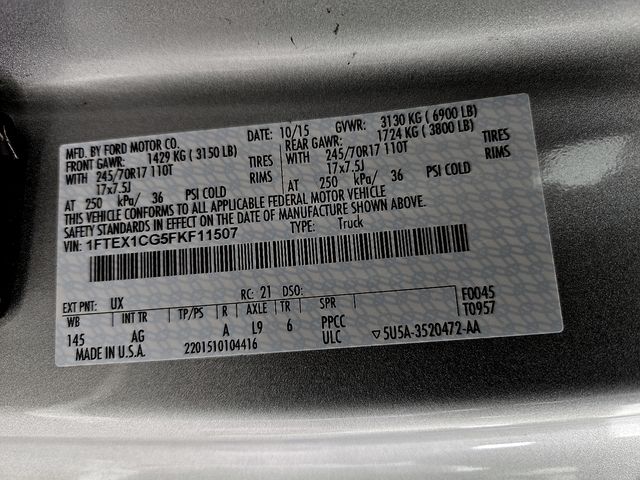 MFD. BY FORD MOTOR CO. DATE: 10/15 GVWR: 3130 KG ( 6900 LB)
FRONT GAWR: 1429 KG ( 3150 LB) REAR GAWR: 1724 KG ( 3800 LB)
WITH 245/70R17 110T TIRES WITH 245/70R17 110T TIRES
17x7.5J RIMS 17x7.5J RIMS
AT 250 kPa/ 36 PSI COLD AT 250 kPa/ 36 PSI COLD
THIS VEHICLE CONFORMS TO ALL APPLICABLE FEDERAL MOTOR VEHICLE
SAFETY STANDARDS IN EFFECT ON THE DATE OF MANUFACTURE SHOWN ABOVE.
VIN: 1FTEX1CG5FKF11507 TYPE: Truck
EXT PNT: UX RC: 21 DSO: F0045
WB INT TR TP/PS R AXLE TR SPR T0957
145 AG A L9 6 PPCC
ULC ▽5U5A-3520472-AA
MADE IN U.S.A. 2201510104416